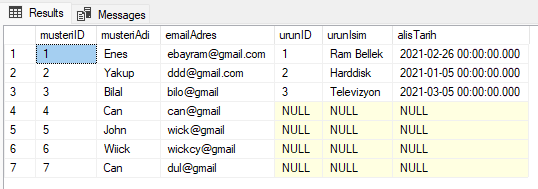 Results Messages
musteriID musteriAdi emailAdres urunID urunIsim alisTarih
1 1 Enes ebayram@gmail.com 1 Ram Bellek 2021-02-26 00:00:00.000
2 2 Yakup ddd@gmail.com 2 Harddisk 2021-01-05 00:00:00.000
3 3 Bilal bilo@gmail 3 Televizyon 2021-03-05 00:00:00.000
4 4 Can can@gmail NULL NULL NULL
5 5 John wick@gmail NULL NULL NULL
6 6 Wiick wickcy@gmail NULL NULL NULL
7 7 Can dul@gmail NULL NULL NULL